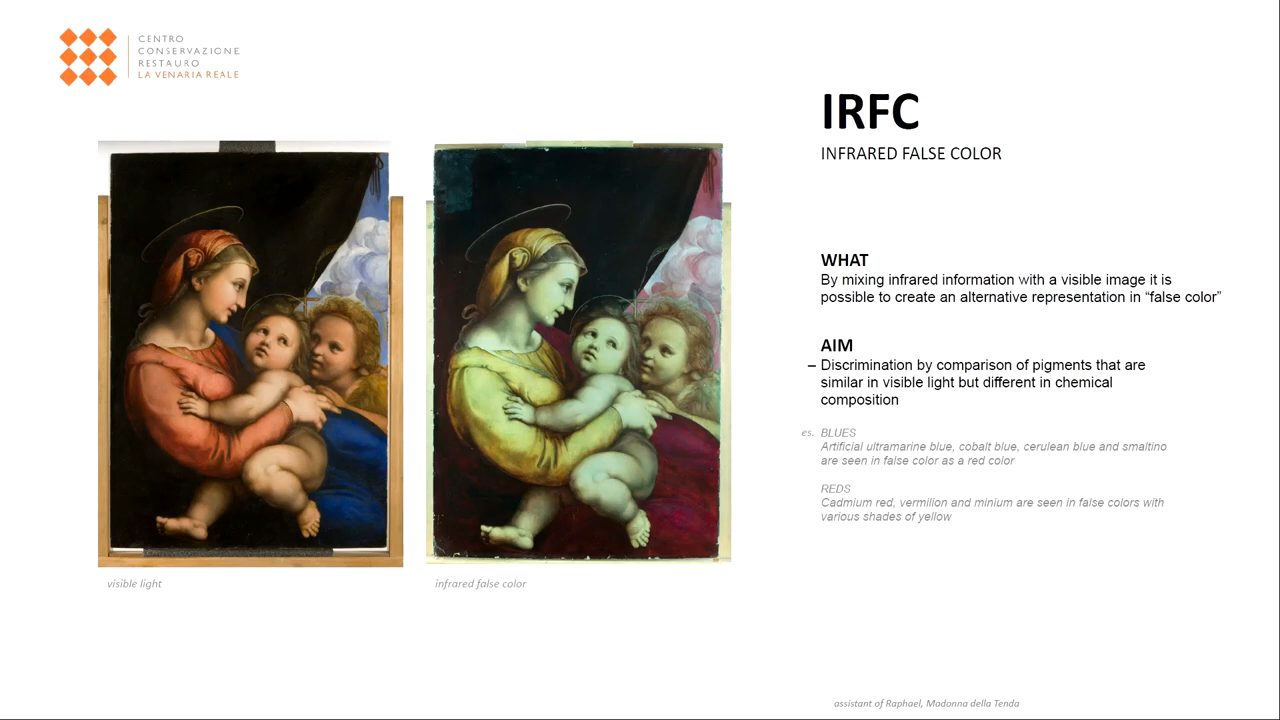 CENTRO
CONSERVAZIONE
RESTAURO
LA VENARIA REALE
IRFC
INFRARED FALSE COLOR
WHAT
By mixing infrared information with a visible image it is
possible to create an alternative representation in “false color”
AIM
– Discrimination by comparison of pigments that are
similar in visible light but different in chemical
composition
es. BLUES
Artificial ultramarine blue, cobalt blue, cerulean blue and smaltino
are seen in false color as a red color
REDS
Cadmium red, vermilion and minium are seen in false colors with
various shades of yellow
visible light
infrared false color
assistant of Raphael, Madonna della Tenda